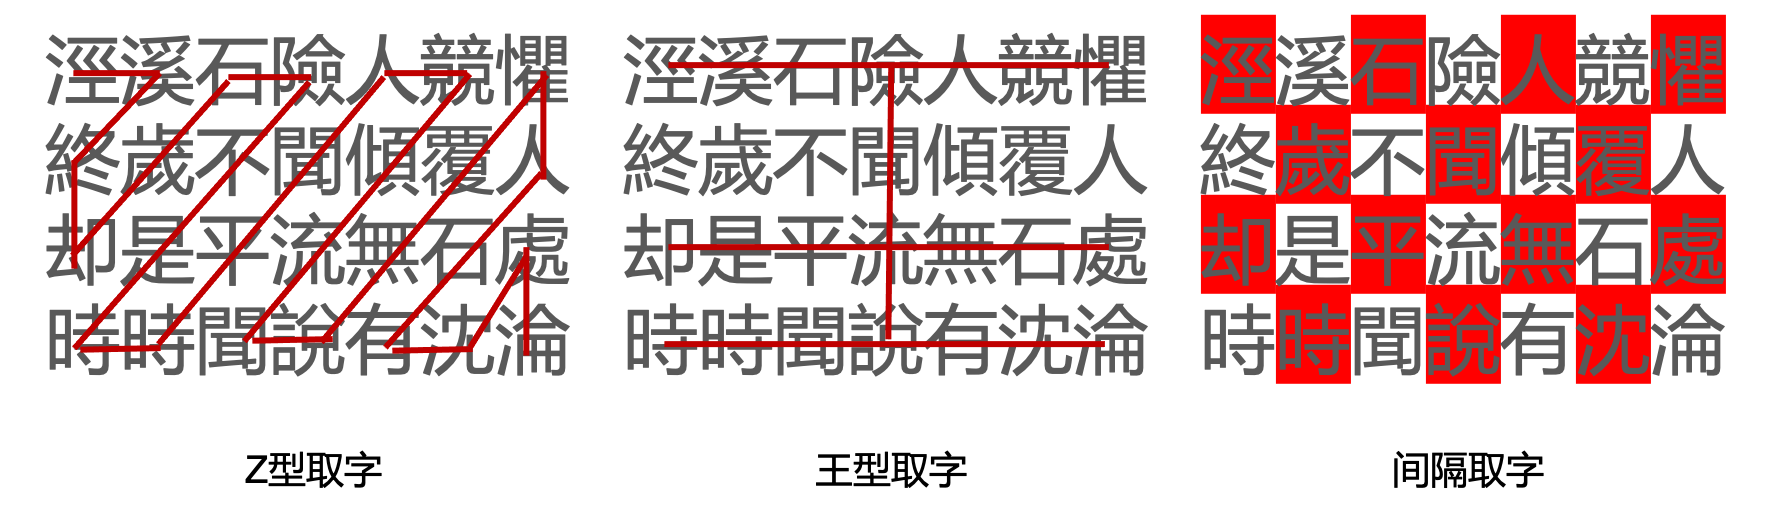 涇溪石險人競懼 涇溪石險人競懼 涇溪石險人競懼
終歲不聞傾覆人 終歲不聞傾覆人 終歲不聞傾覆人
却是平流無石處 却是平流無石處 却是平流無石處
時時聞說有沈淪 時時聞說有沈淪 時時聞說有沈淪
Z型取字 王型取字 间隔取字